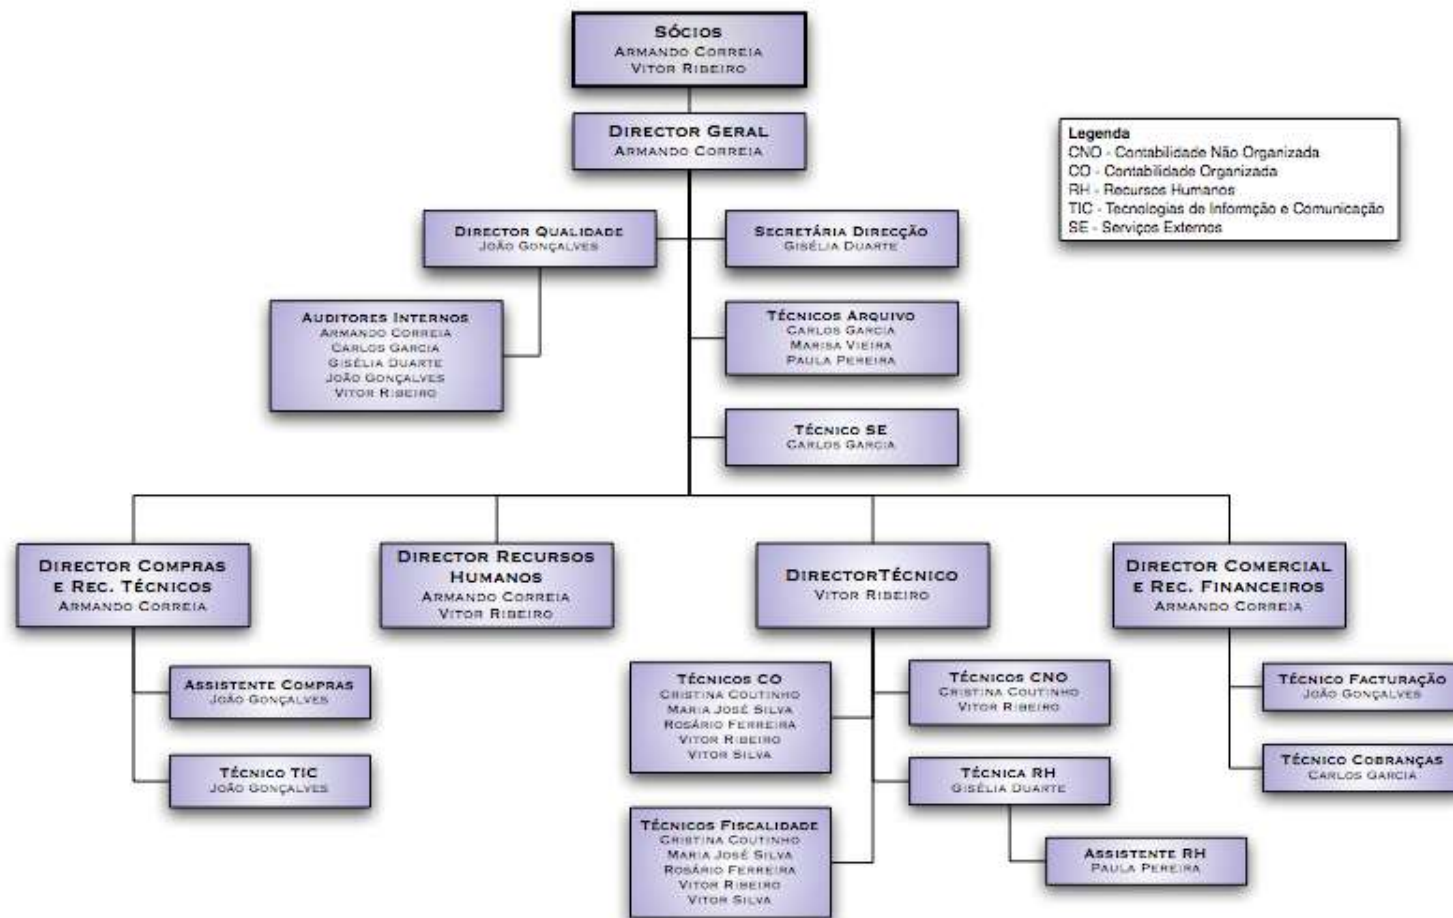 SÓCIOS
ARMANDO CORREIA
VITOR RIBEIRO
DIRECTOR GERAL
ARMANDO CORREIA
Legenda
CNO - Contabilidade Não Organizada
CO - Contabilidade Organizada
RH - Recursos Humanos
TIC - Tecnologias de Informção e Comunicação
SE - Serviços Externos
DIRECTOR QUALIDADE
JOÃO GONÇALVES
SECRETÁRIA DIRECÇÃO
GISÉLIA DUARTE
AUDITORES INTERNOS
ARMANDO CORREIA
CARLOS GARCIA
GISÉLIA DUARTE
JOÃO GONÇALVES
VITOR RIBEIRO
TÉCNICOS ARQUIVO
CARLOS GARCIA
MARISA VIEIRA
PAULA PEREIRA
TÉCNICO SE
CARLOS GARCIA
DIRECTOR COMPRAS
E REC. TÉCNICOS
ARMANDO CORREIA
DIRECTOR RECURSOS
HUMANOS
ARMANDO CORREIA
VITOR RIBEIRO
DIRECTORTÉCNICO
VITOR RIBEIRO
DIRECTOR COMERCIAL
E REC. FINANCEIROS
ARMANDO CORREIA
ASSISTENTE COMPRAS
JOÃO GONÇALVES
TÉCNICO TIC
JOÃO GONÇALVES
TÉCNICOS CO
CRISTINA COUTINHO
MARIA JOSÉ SILVA
ROSÁRIO FERREIRA
VITOR RIBEIRO
VITOR SILVA
TÉCNICOS CNO
CRISTINA COUTINHO
VITOR RIBEIRO
TÉCNICA RH
GISÉLIA DUARTE
TÉCNICOS FISCALIDADE
CRISTINA COUTINHO
MARIA JOSÉ SILVA
ROSÁRIO FERREIRA
VITOR RIBEIRO
VITOR SILVA
ASSISTENTE RH
PAULA PEREIRA
TÉCNICO FACTURAÇÃO
JOÃO GONÇALVES
TÉCNICO COBRANÇAS
CARLOS GARCIA